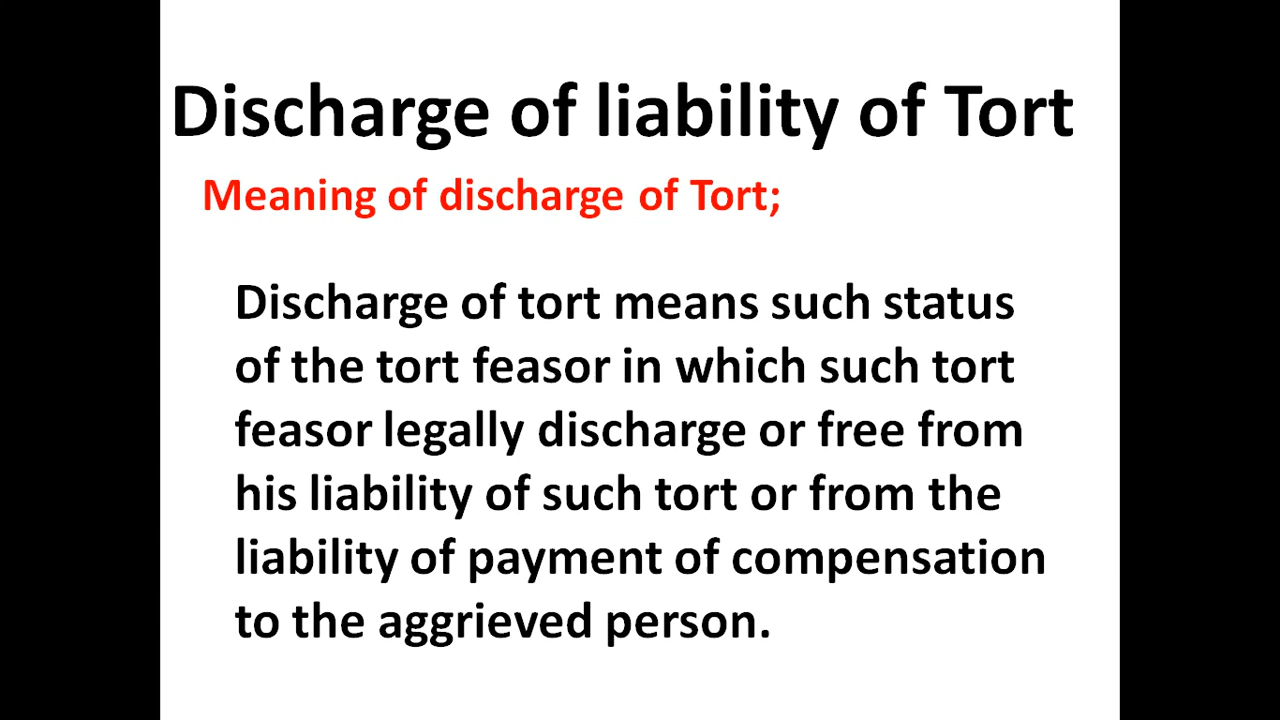 Discharge of liability of Tort
Meaning of discharge of Tort;
Discharge of tort means such status
of the tort feasor in which such tort
feasor legally discharge or free from
his liability of such tort or from the
liability of payment of compensation
to the aggrieved person.